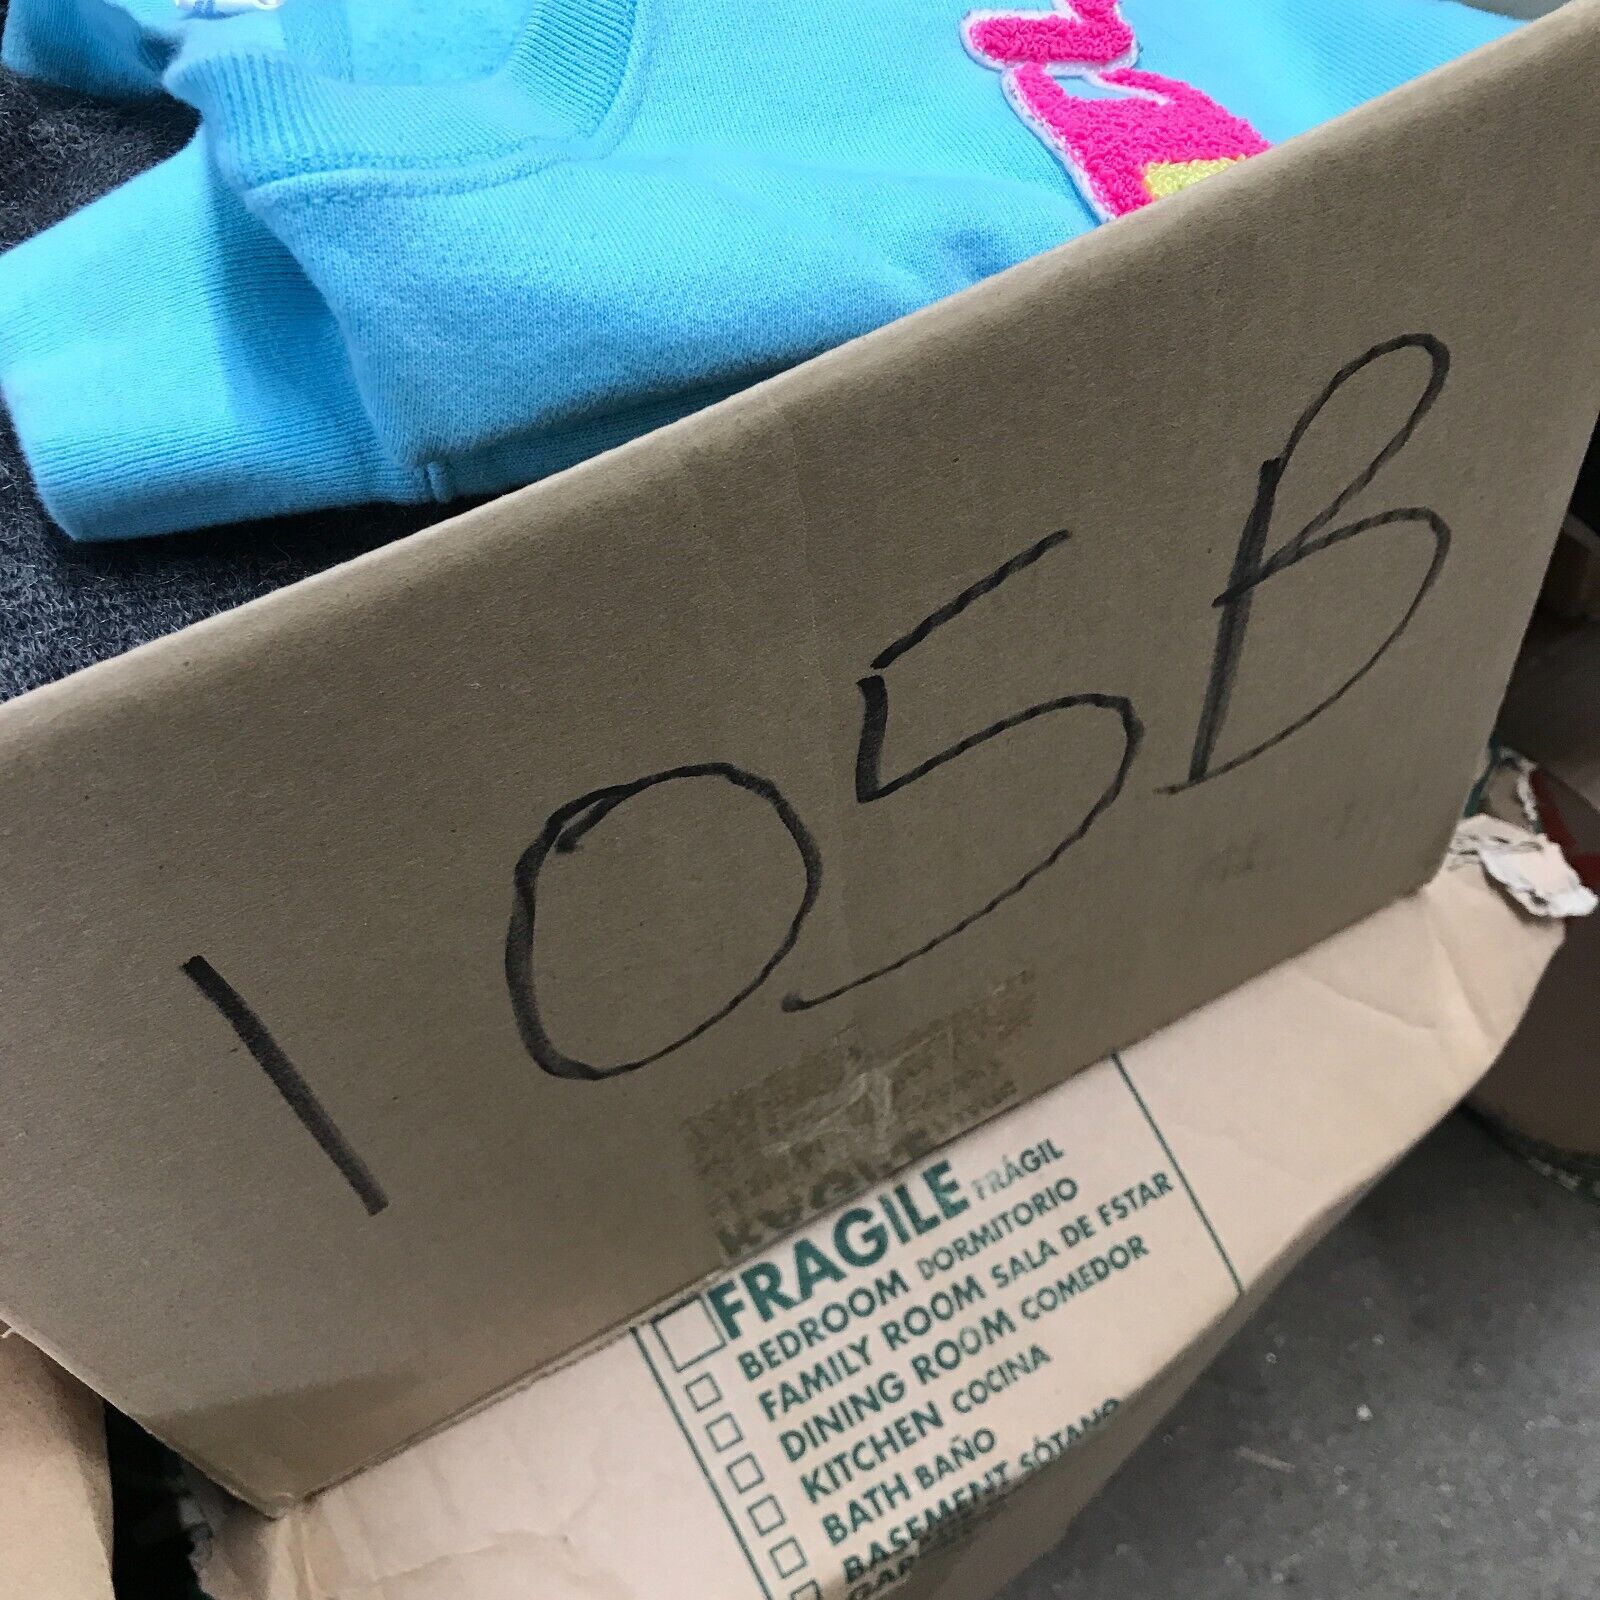 105B
FRAGILE FRÁGIL
BEDROOM DORMITORIO
FAMILY ROOM SALA DE ESTAR
DINING ROOM COMEDOR
KITCHEN COCINA
BATH BAÑO
BASEMENT SÓTANO